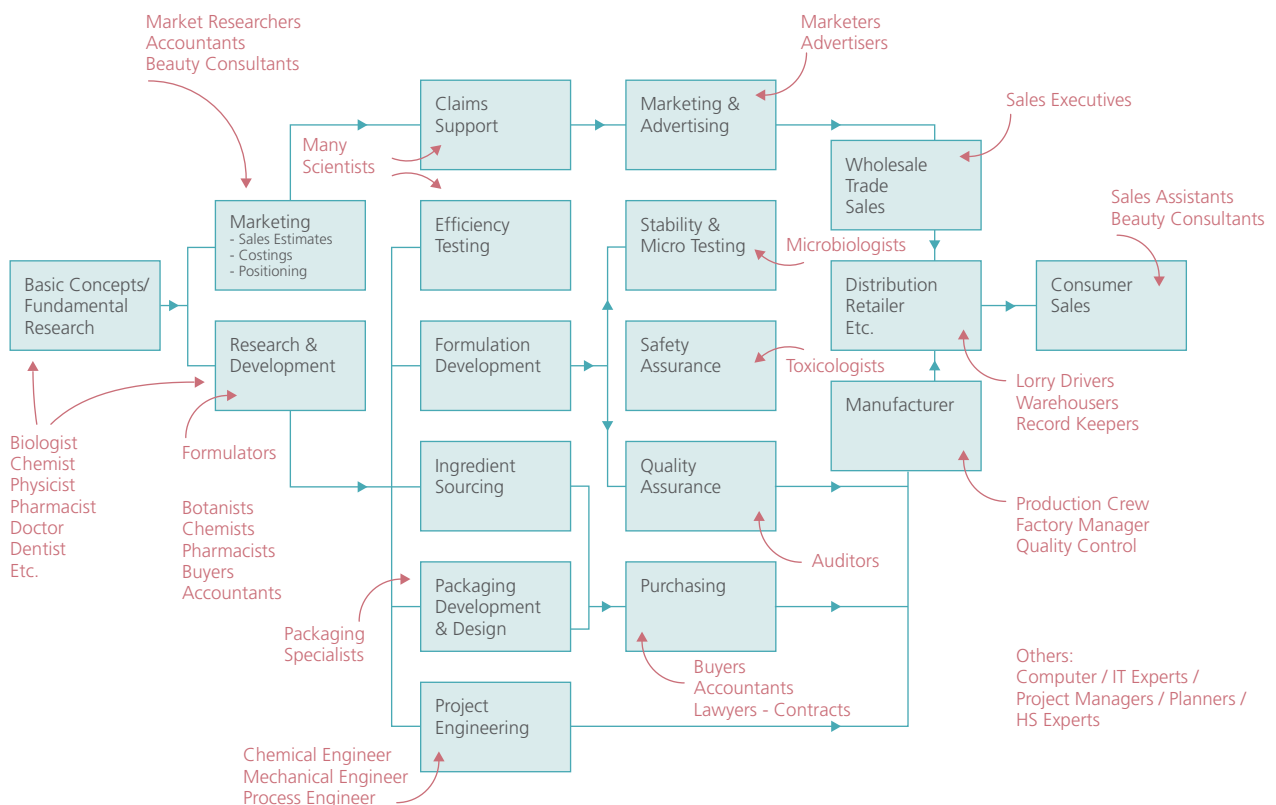 Market Researchers
Accountants
Beauty Consultants
Marketers
Advertisers
Claims
Support
Marketing &
Advertising
Sales Executives
Many
Scientists
Wholesale
Trade
Sales
Marketing
- Sales Estimates
- Costings
- Positioning
Efficiency
Testing
Stability &
Micro Testing
Microbiologists
Sales Assistants
Beauty Consultants
Basic Concepts/
Fundamental
Research
Distribution
Retailer
Etc.
Consumer
Sales
Research &
Development
Formulation
Development
Safety
Assurance
Toxicologists
Manufacturer
Lorry Drivers
Warehousers
Record Keepers
Biologist
Chemist
Physicist
Pharmacist
Doctor
Dentist
Etc.
Formulators
Botanists
Chemists
Pharmacists
Buyers
Accountants
Ingredient
Sourcing
Quality
Assurance
Auditors
Production Crew
Factory Manager
Quality Control
Packaging
Development
& Design
Purchasing
Packaging
Specialists
Buyers
Accountants
Lawyers - Contracts
Others:
Computer / IT Experts /
Project Managers / Planners /
HS Experts
Project
Engineering
Chemical Engineer
Mechanical Engineer
Process Engineer